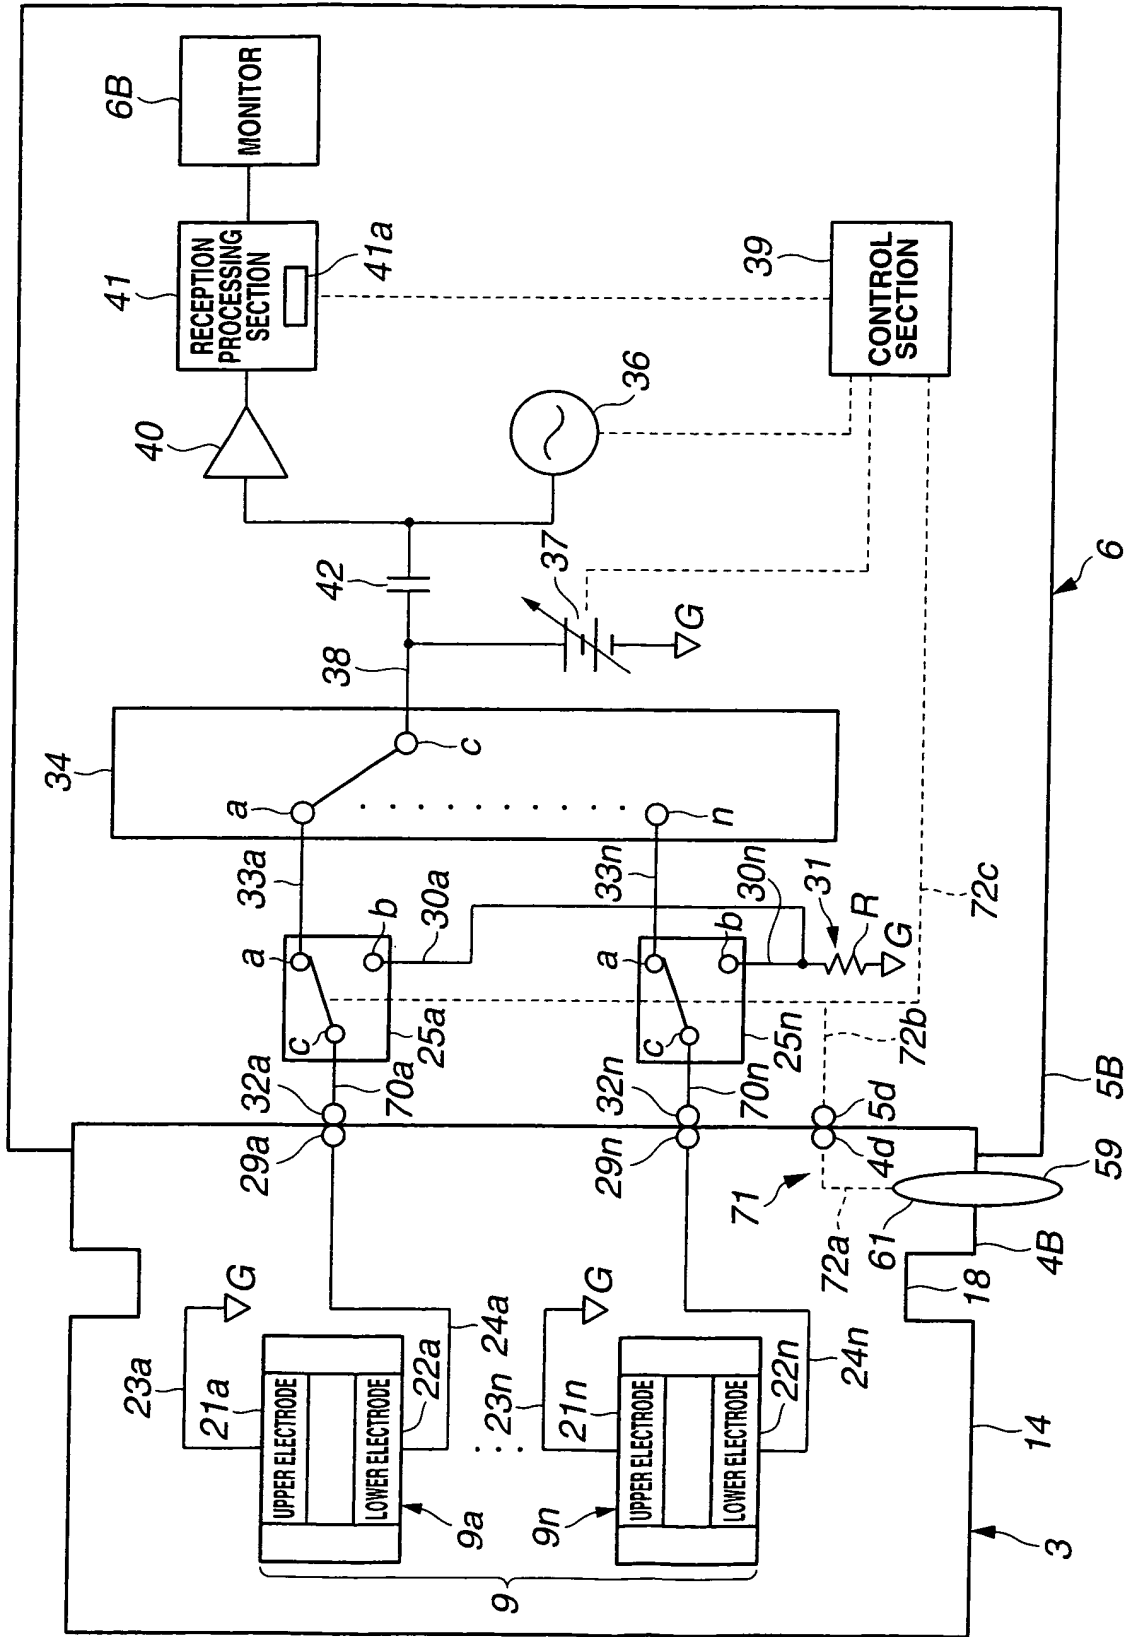 6B
MONITOR
41
RECEPTION
PROCESSING
SECTION
41a
39
CONTROL
SECTION
40
36
42
37
G
38
6
34
a
c
n
33a
33n
a
b
30a
c
25a
a
b
30n
c
25n
31
R
G
72c
72b
70a
70n
32a
29a
32n
29n
5d
4d
5B
59
71
72a
61
4B
18
23a
G
21a
UPPER ELECTRODE
LOWER ELECTRODE
22a
24a
9a
23n
G
21n
UPPER ELECTRODE
LOWER ELECTRODE
22n
24n
9n
9
14
3